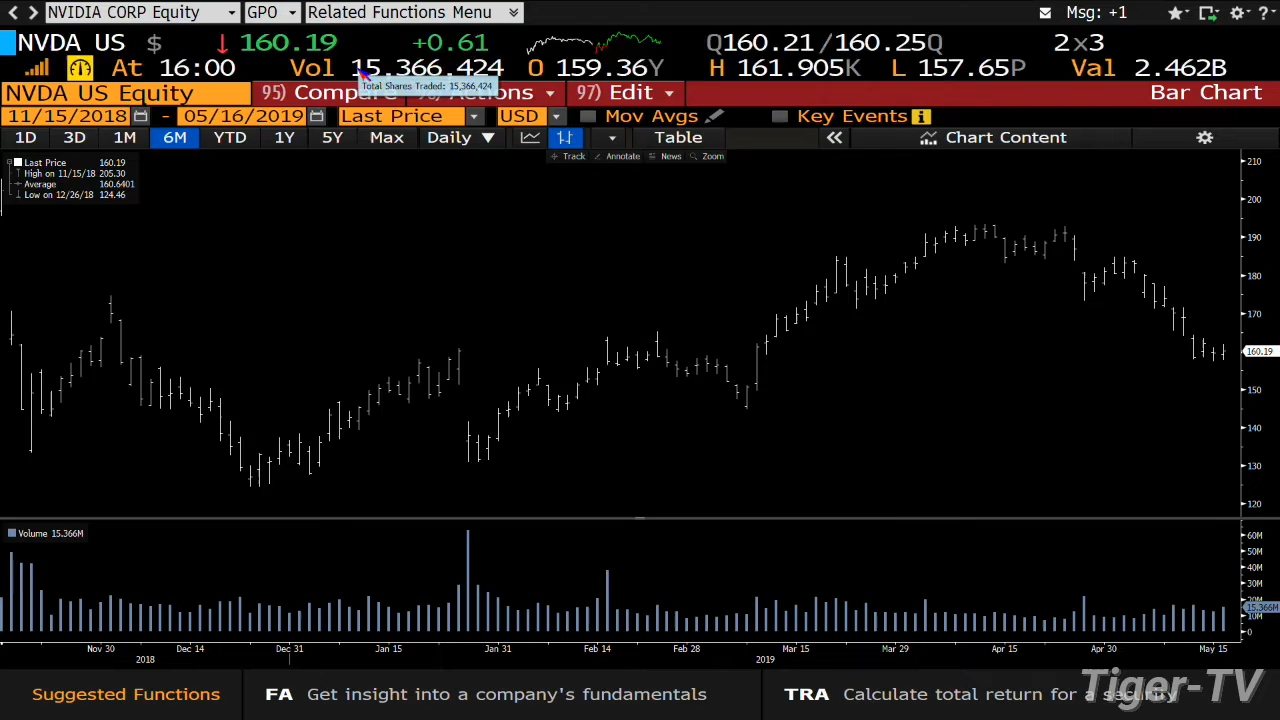 NVIDIA CORP Equity GPO Related Functions Menu Msg: +1
NVDA US $ ↓ 160.19 +0.61 Q160.21/160.25Q 2x3
At 16:00 Vol 15,366,424 O 159.36Y H 161.905K L 157.65P Val 2.462B
Total Shares Traded: 15,366,424
NVDA US Equity 95) Compare Actions 97) Edit Bar Chart
11/15/2018 - 05/16/2019 Last Price USD Mov Avgs Key Events
1D 3D 1M 6M YTD 1Y 5Y Max Daily ▼ Table « Chart Content
Track Annotate News Zoom
Last Price 160.19
High on 11/15/18 205.30
Average 160.6401
Low on 12/26/18 124.46
210
200
190
180
170
160.19
150
140
130
120
Volume 15.366M
60M
50M
40M
30M
20M
15.366M
10M
0
Nov 30 Dec 14 Dec 31 Jan 15 Jan 31 Feb 14 Feb 28 Mar 15 Mar 29 Apr 15 Apr 30 May 15
2018 2019
Suggested Functions FA Get insight into a company's fundamentals TRA Calculate total return for a security
Tiger-TV